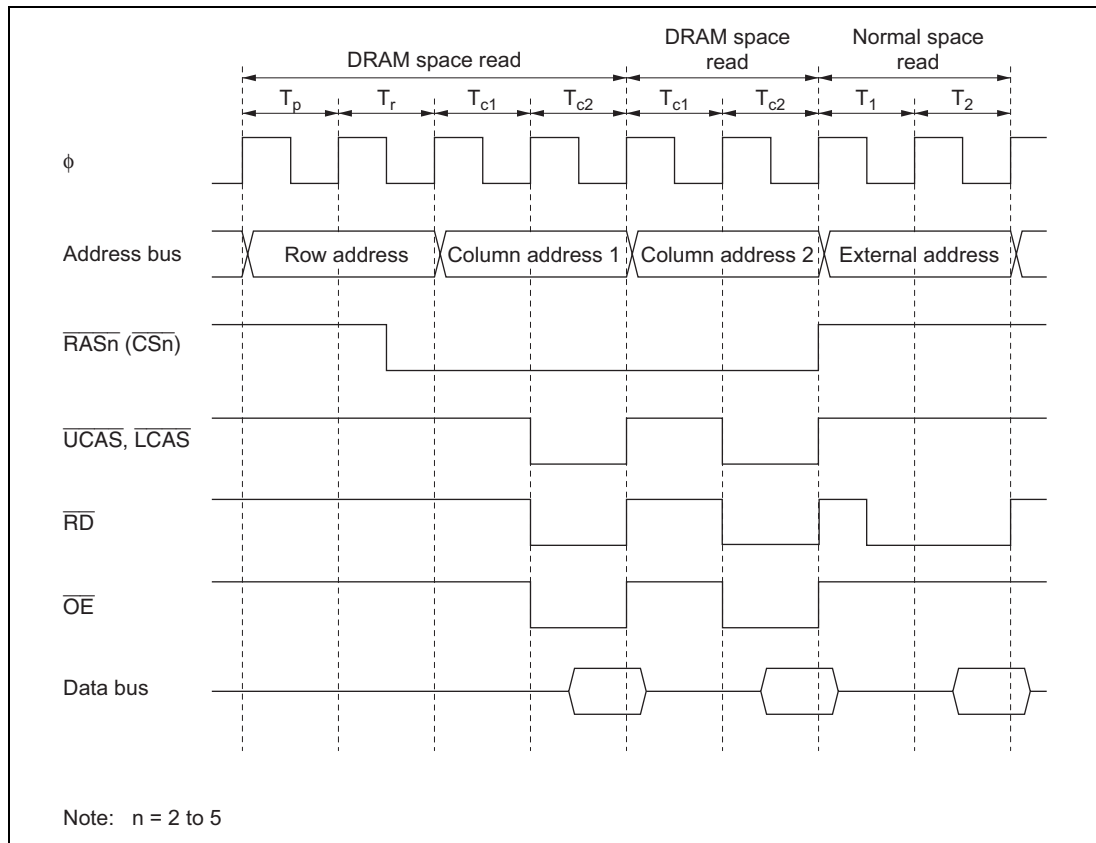 DRAM space read
DRAM space
read
Normal space
read
Tp Tr Tc1 Tc2 Tc1 Tc2 T1 T2
ϕ
Address bus
Row address Column address 1 Column address 2 External address
RASn (CSn)
UCAS, LCAS
RD
OE
Data bus
Note: n = 2 to 5